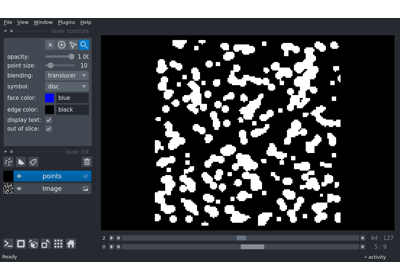 File View Window Plugins Help
layer controls
opacity: 1.00
point size: 10
blending: translucer
symbol: disc
face color: blue
edge color: black
display text:
out of slice:
layer list
points
Image
2 64 127
0 5 9
Ready activity